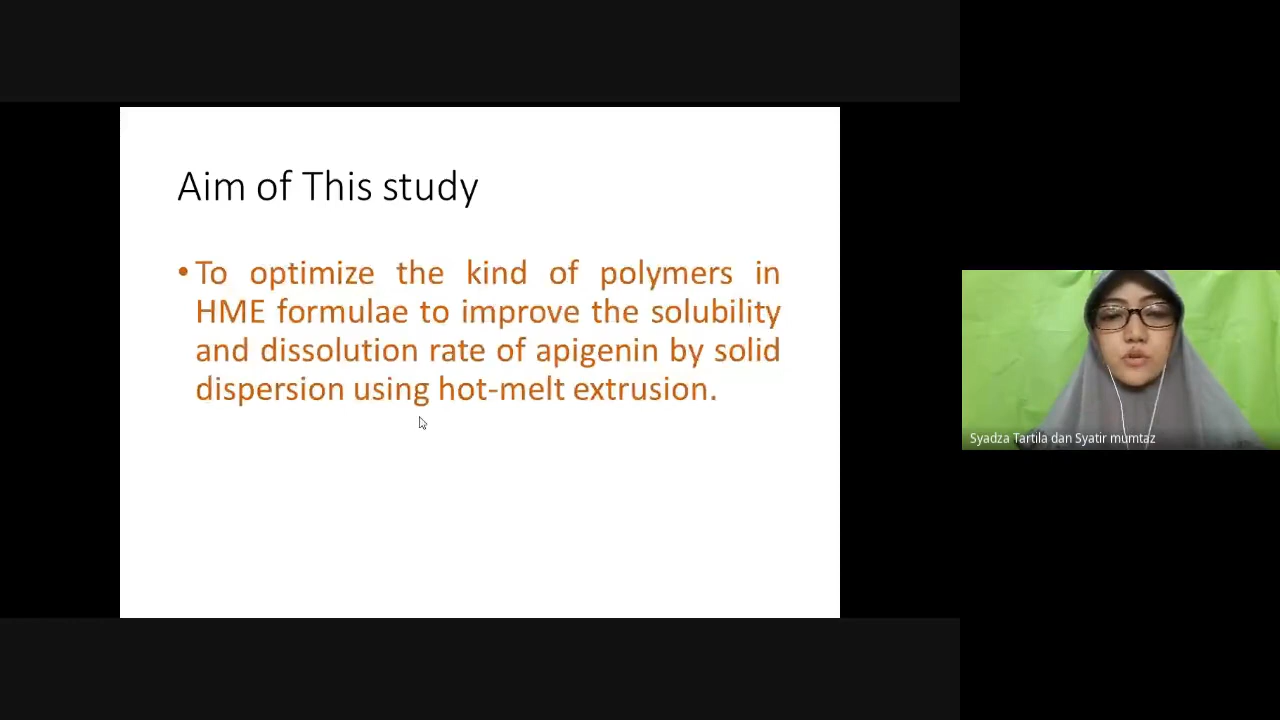 Aim of This study
• To optimize the kind of polymers in
HME formulae to improve the solubility
and dissolution rate of apigenin by solid
dispersion using hot-melt extrusion.
Syadza Tartila dan Syatir mumtaz